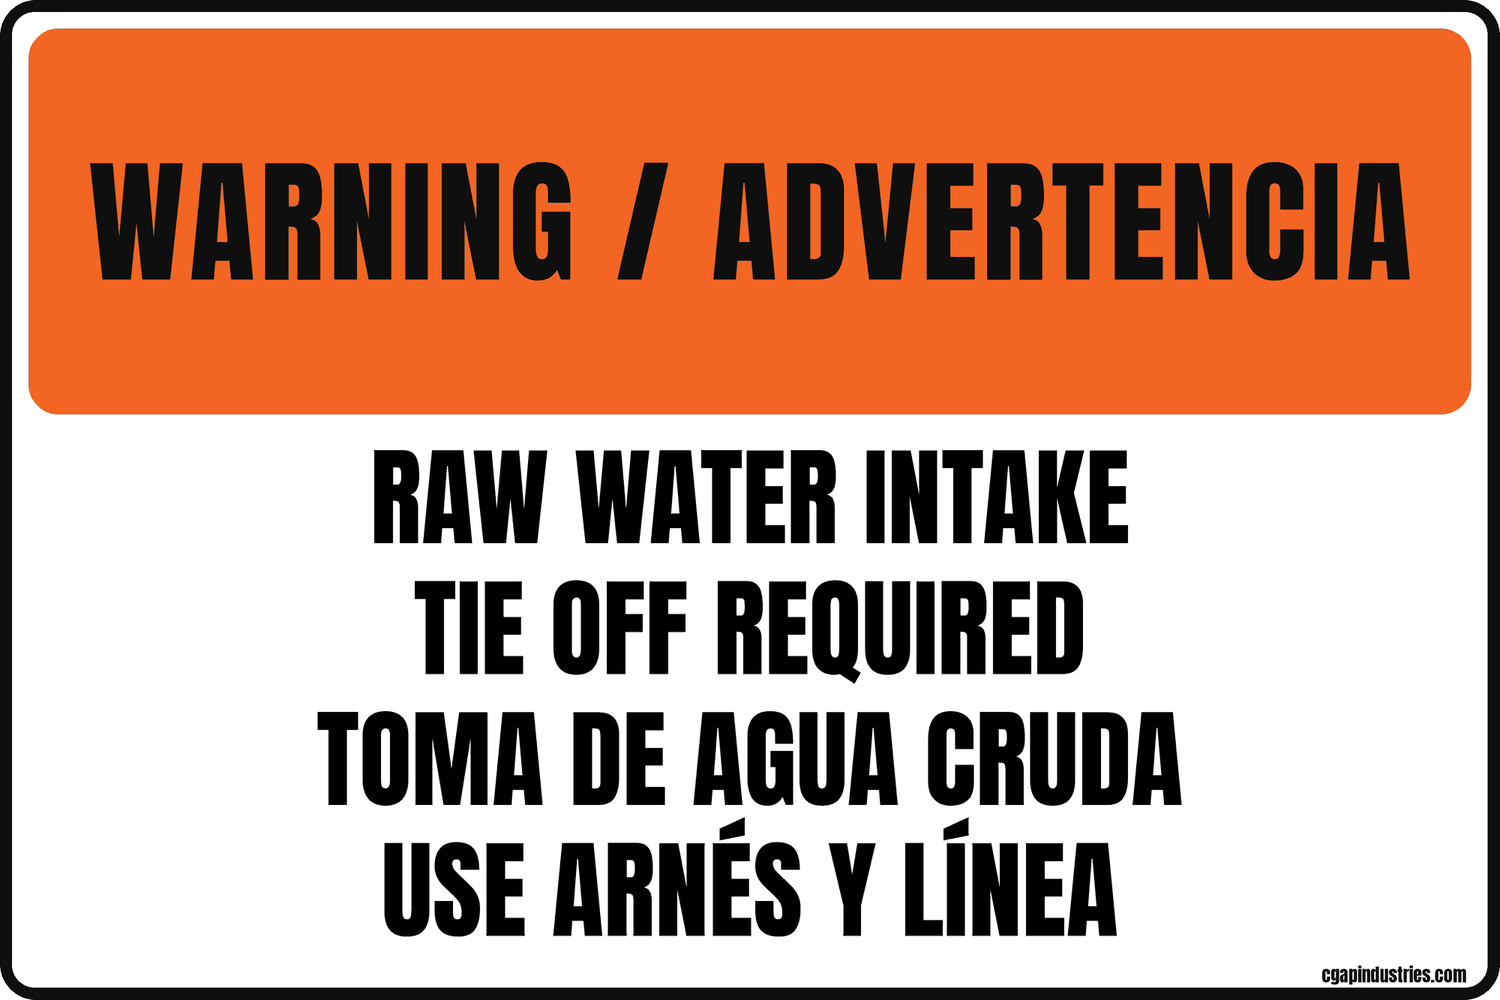 WARNING / ADVERTENCIA
RAW WATER INTAKE
TIE OFF REQUIRED
TOMA DE AGUA CRUDA
USE ARNÉS Y LÍNEA
cgapindustries.com